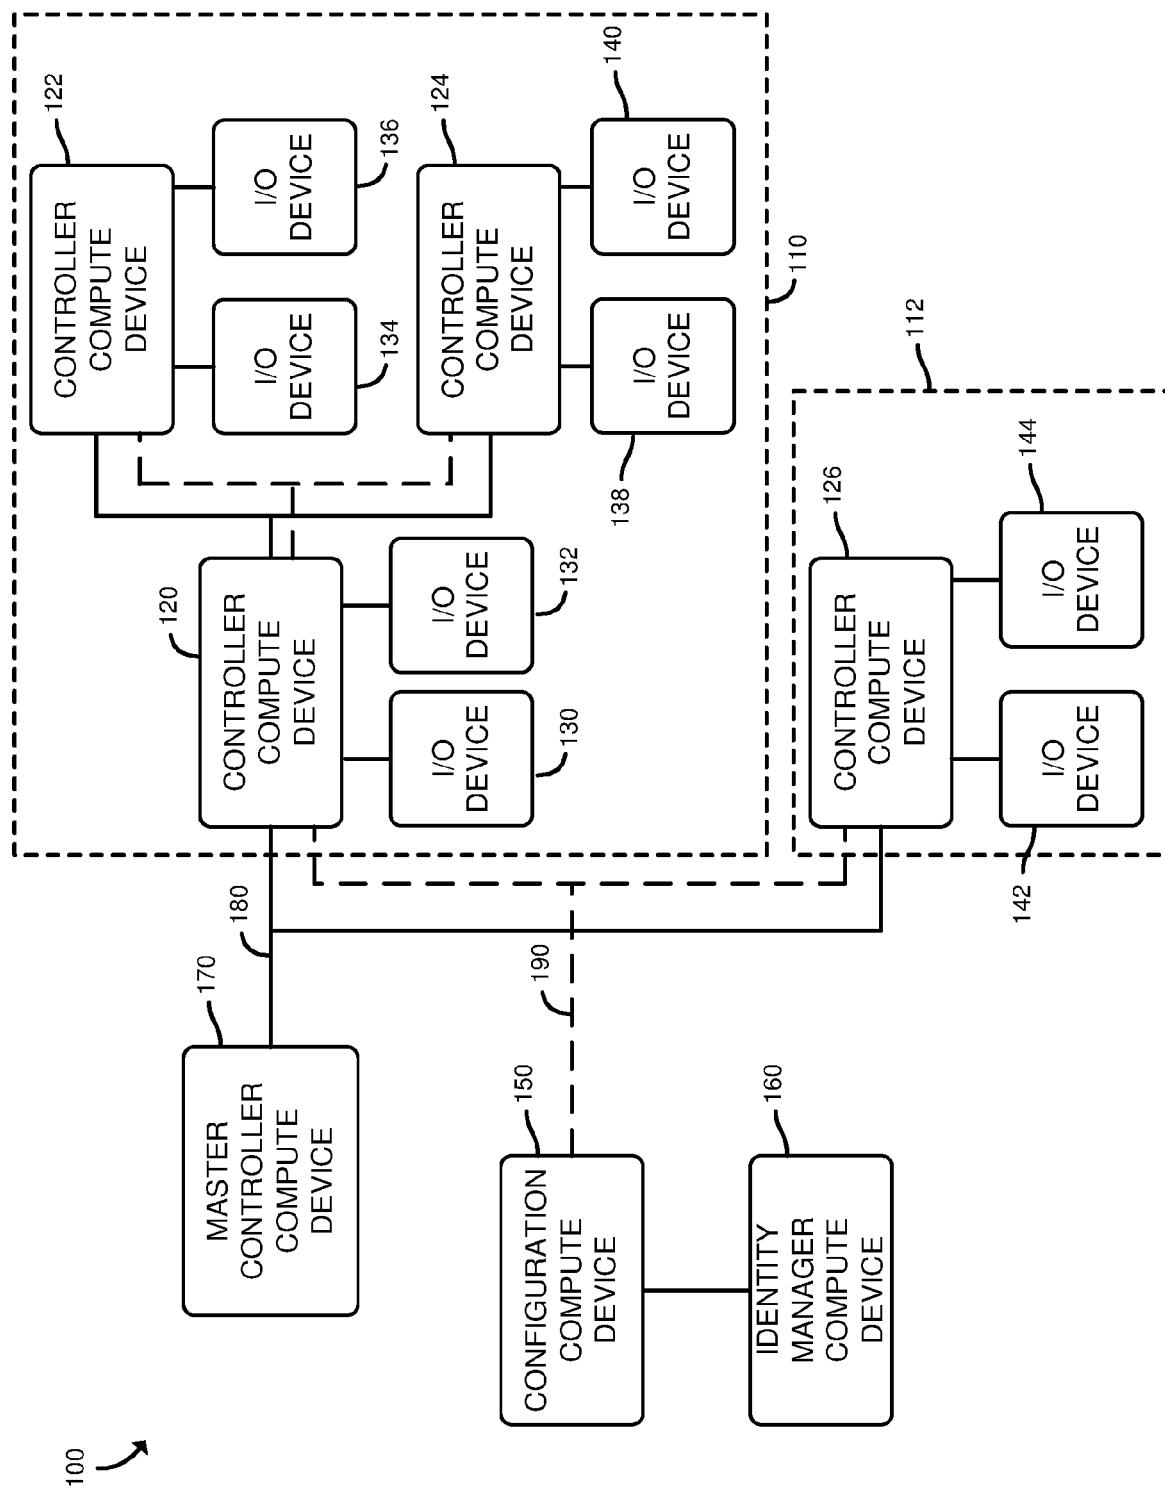 100
MASTER
CONTROLLER
COMPUTE
DEVICE
170
180
CONFIGURATION
COMPUTE
DEVICE
150
190
IDENTITY
MANAGER
COMPUTE
DEVICE
160
CONTROLLER
COMPUTE
DEVICE
120
I/O
DEVICE
130
I/O
DEVICE
132
CONTROLLER
COMPUTE
DEVICE
122
I/O
DEVICE
134
I/O
DEVICE
136
CONTROLLER
COMPUTE
DEVICE
124
I/O
DEVICE
138
I/O
DEVICE
140
110
CONTROLLER
COMPUTE
DEVICE
126
I/O
DEVICE
142
I/O
DEVICE
144
112